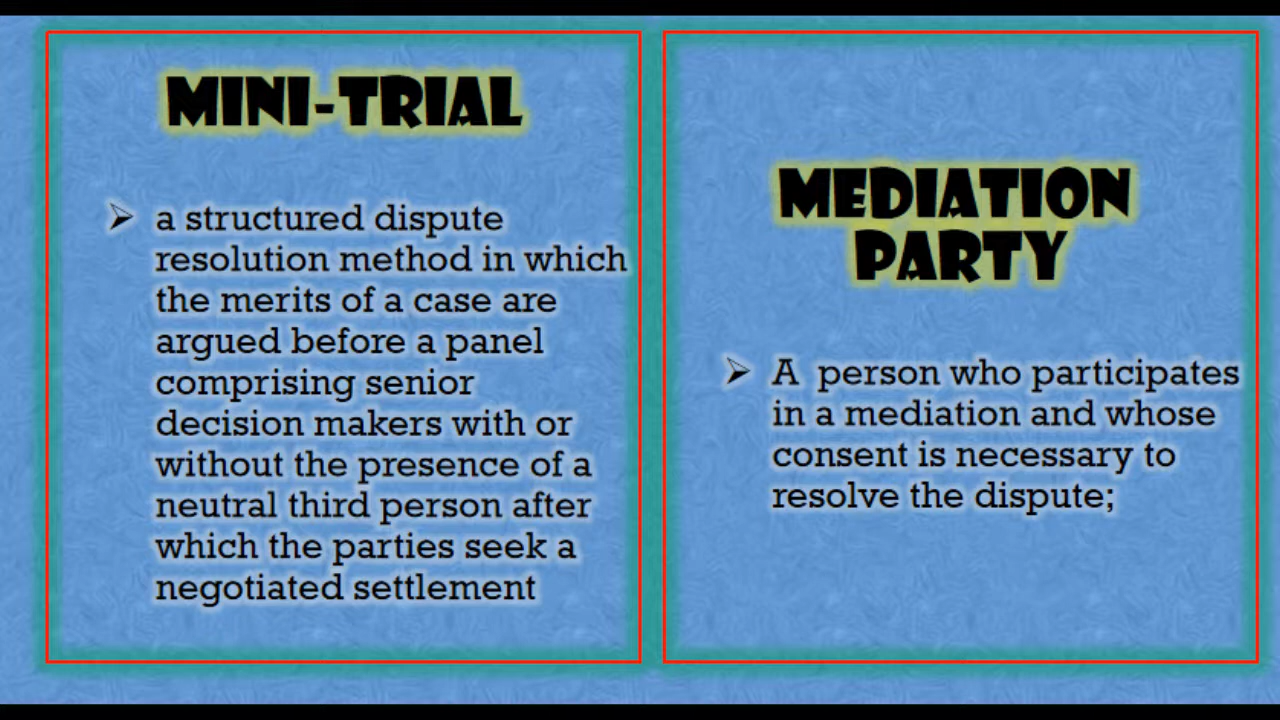 MINI-TRIAL
a structured dispute
resolution method in which
the merits of a case are
argued before a panel
comprising senior
decision makers with or
without the presence of a
neutral third person after
which the parties seek a
negotiated settlement
MEDIATION
PARTY
A person who participates
in a mediation and whose
consent is necessary to
resolve the dispute;